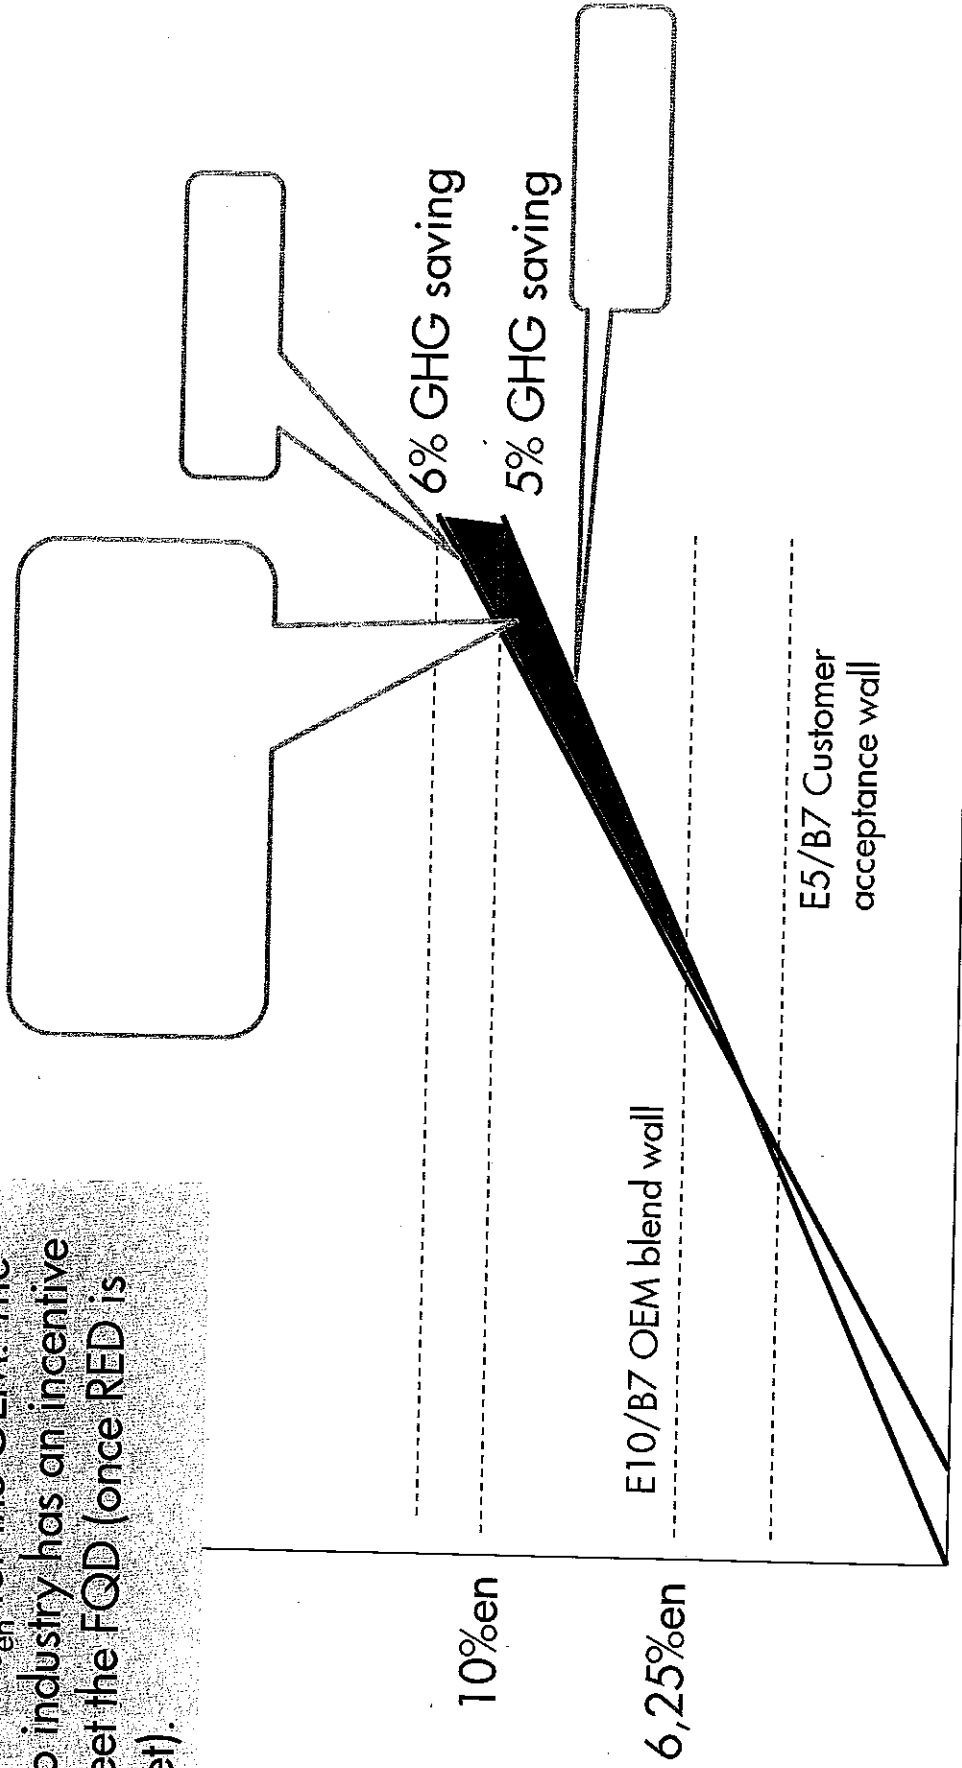 industry has an incentive
the FQD (once RED is
6% GHG saving
5% GHG saving
10%en
E10/B7 OEM blend wall
6,25%en
E5/B7 Customer
acceptance wall